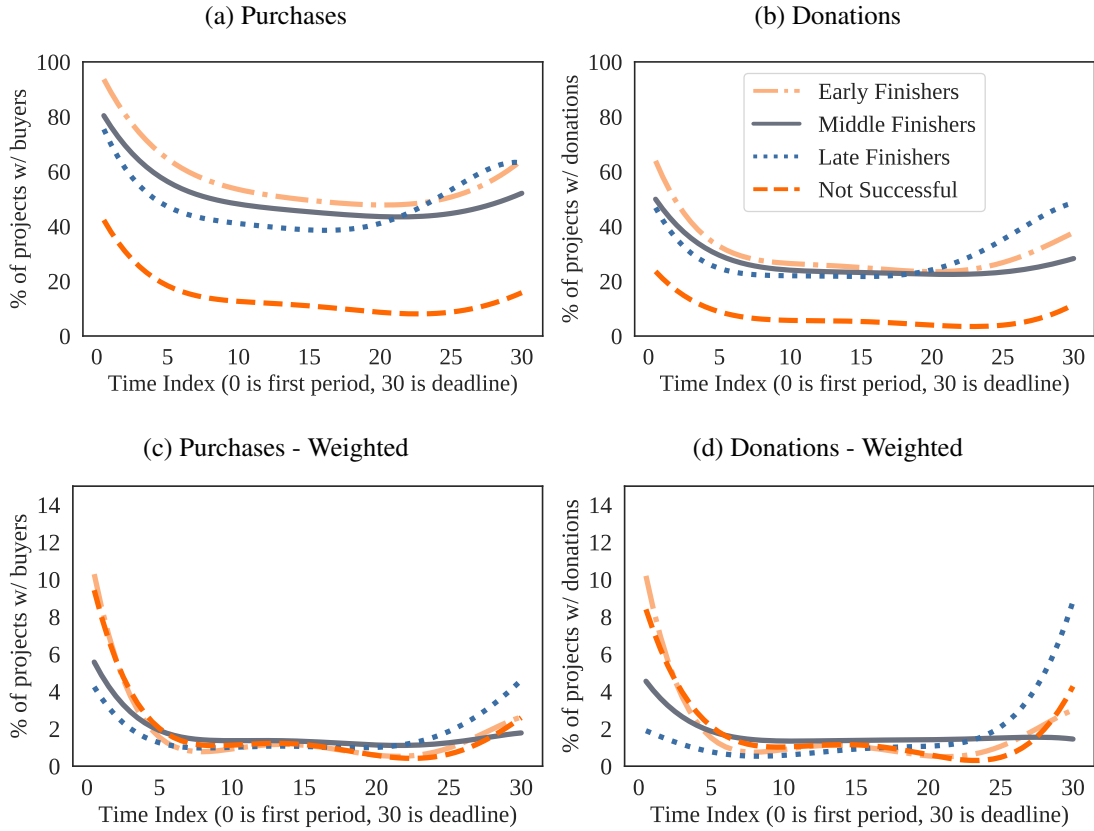 (a) Purchases
% of projects w/ buyers
100
80
60
40
20
0
0 5 10 15 20 25 30
Time Index (0 is first period, 30 is deadline)
(b) Donations
% of projects w/ donations
100
80
60
40
20
0
Early Finishers
Middle Finishers
Late Finishers
Not Successful
0 5 10 15 20 25 30
Time Index (0 is first period, 30 is deadline)
(c) Purchases - Weighted
% of projects w/ buyers
14
12
10
8
6
4
2
0
0 5 10 15 20 25 30
Time Index (0 is first period, 30 is deadline)
(d) Donations - Weighted
% of projects w/ donations
14
12
10
8
6
4
2
0
0 5 10 15 20 25 30
Time Index (0 is first period, 30 is deadline)